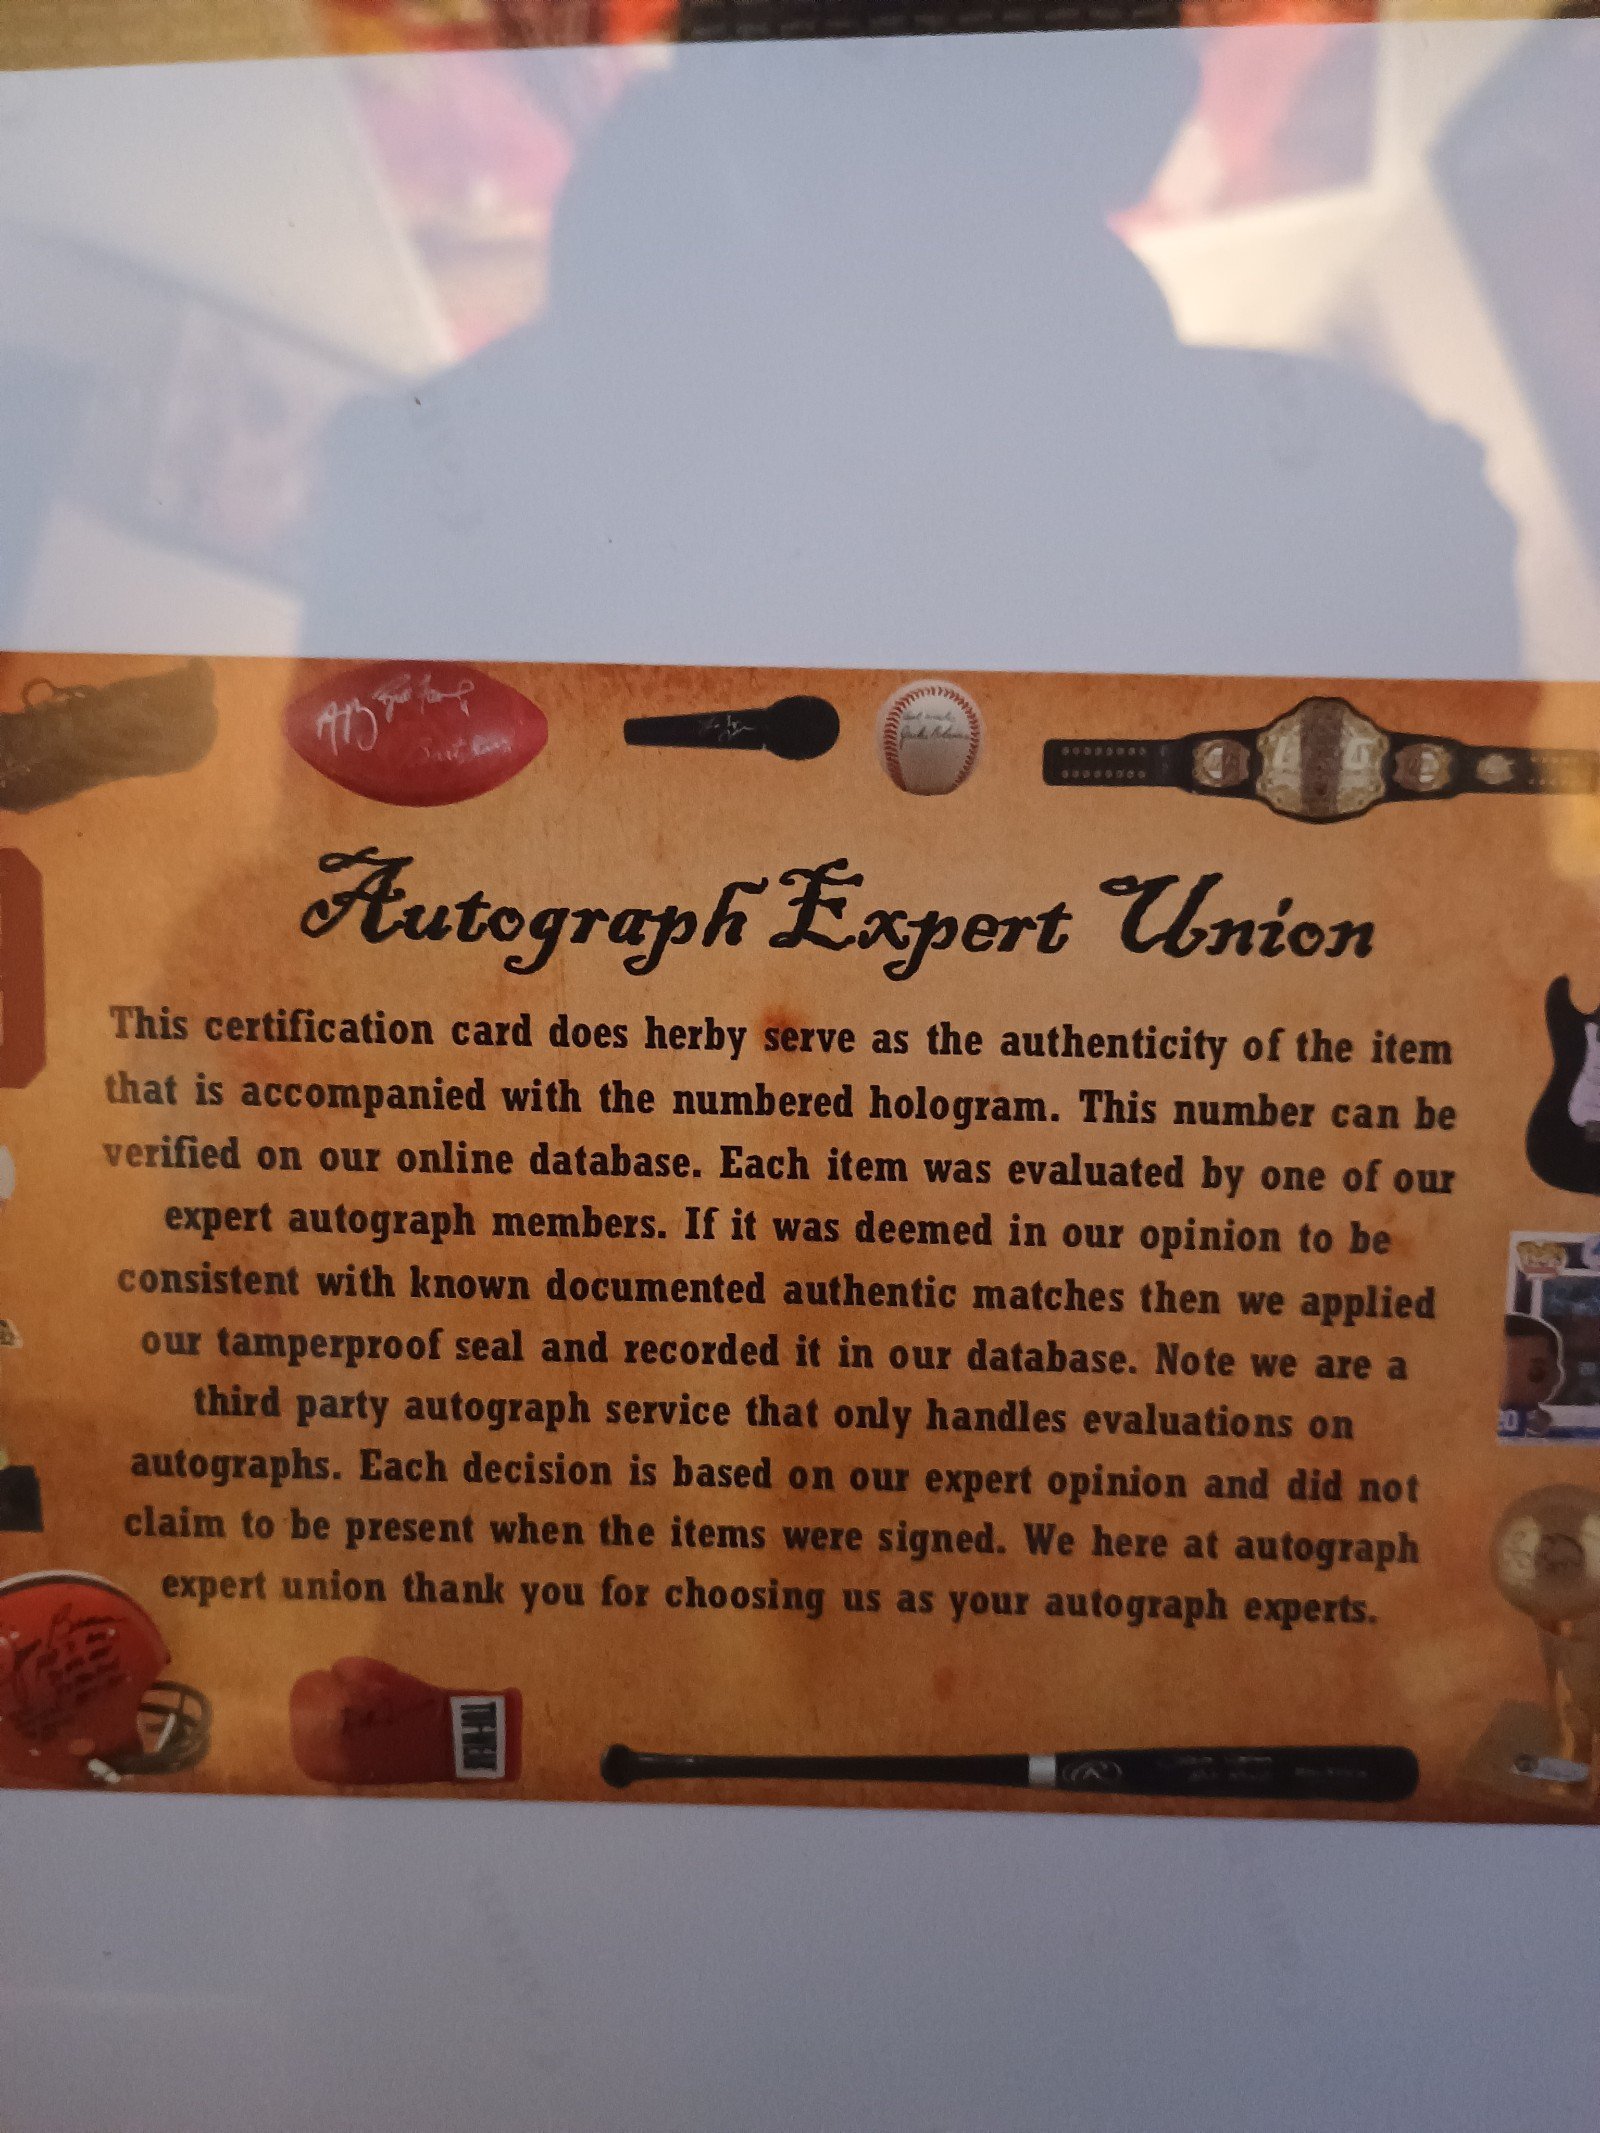 Autograph Expert Union
This certification card does herby serve as the authenticity of the item
that is accompanied with the numbered hologram. This number can be
verified on our online database. Each item was evaluated by one of our
expert autograph members. If it was deemed in our opinion to be
consistent with known documented authentic matches then we applied
our tamperproof seal and recorded it in our database. Note we are a
third party autograph service that only handles evaluations on
autographs. Each decision is based on our expert opinion and did not
claim to be present when the items were signed. We here at autograph
expert union thank you for choosing us as your autograph experts.